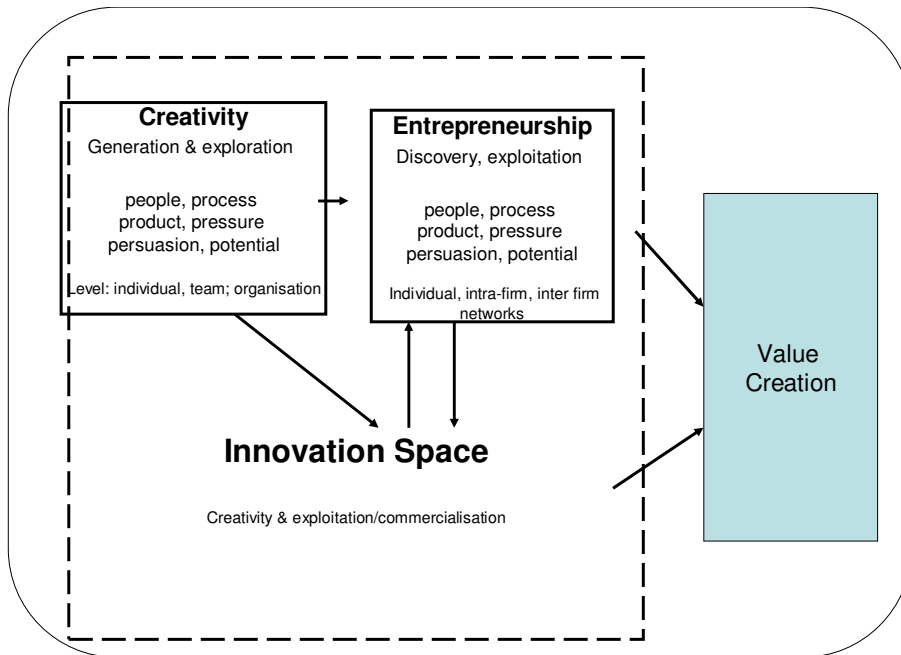 Creativity
Generation & exploration
people, process
product, pressure
persuasion, potential
Level: individual, team; organisation
Entrepreneurship
Discovery, exploitation
people, process
product, pressure
persuasion, potential
Individual, intra-firm, inter firm
networks
Value
Creation
Innovation Space
Creativity & exploitation/commercialisation